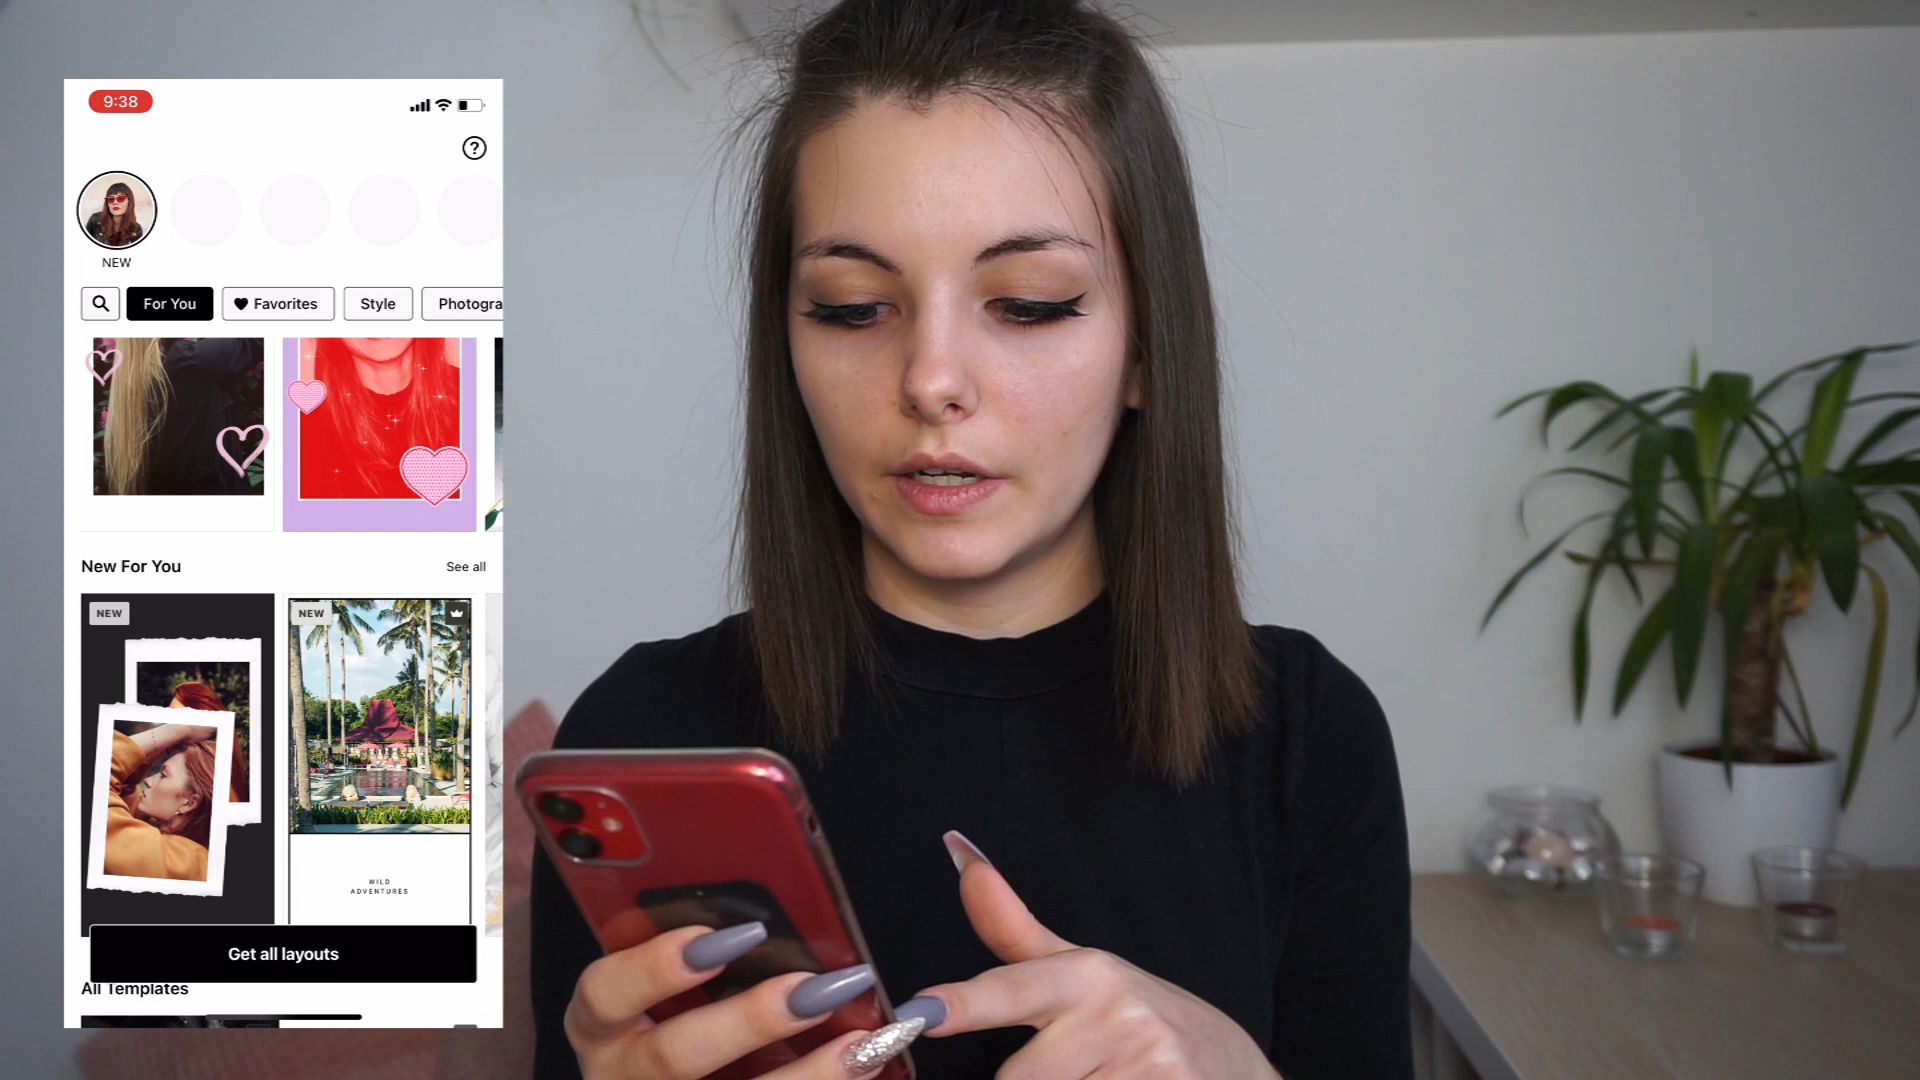 9:38
?
NEW
For You
Favorites
Style
Photogra
New For You
See all
NEW
NEW
WILD
ADVENTURES
Get all layouts
All Templates